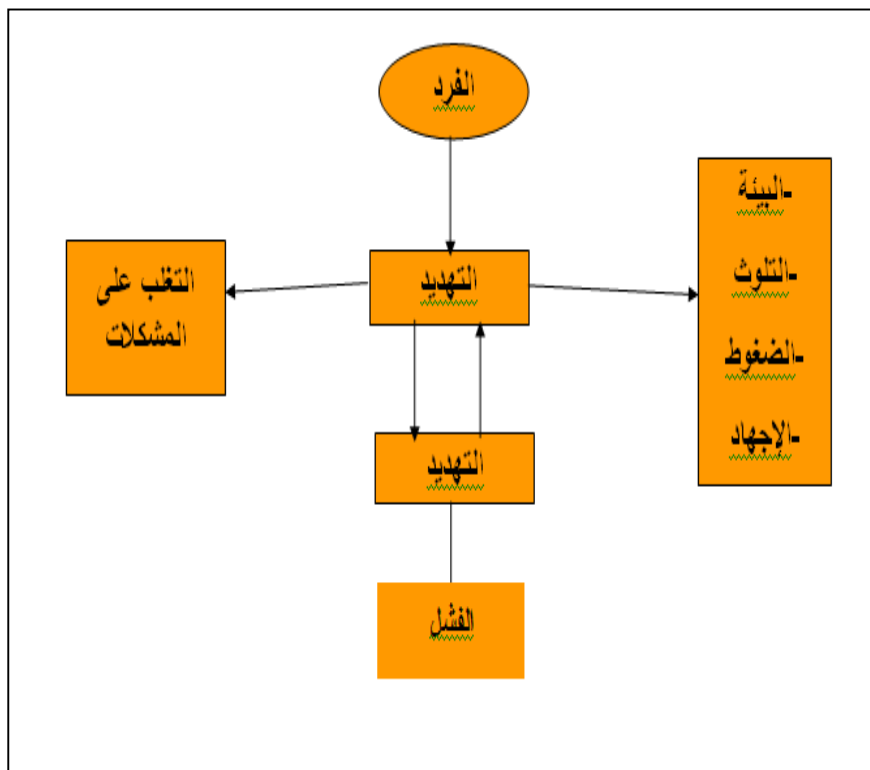 الفرد
التهديد
التغلب على
المشكلات
-البيئة
-التلوث
-الضغوط
-الإجهاد
التهديد
الفشل